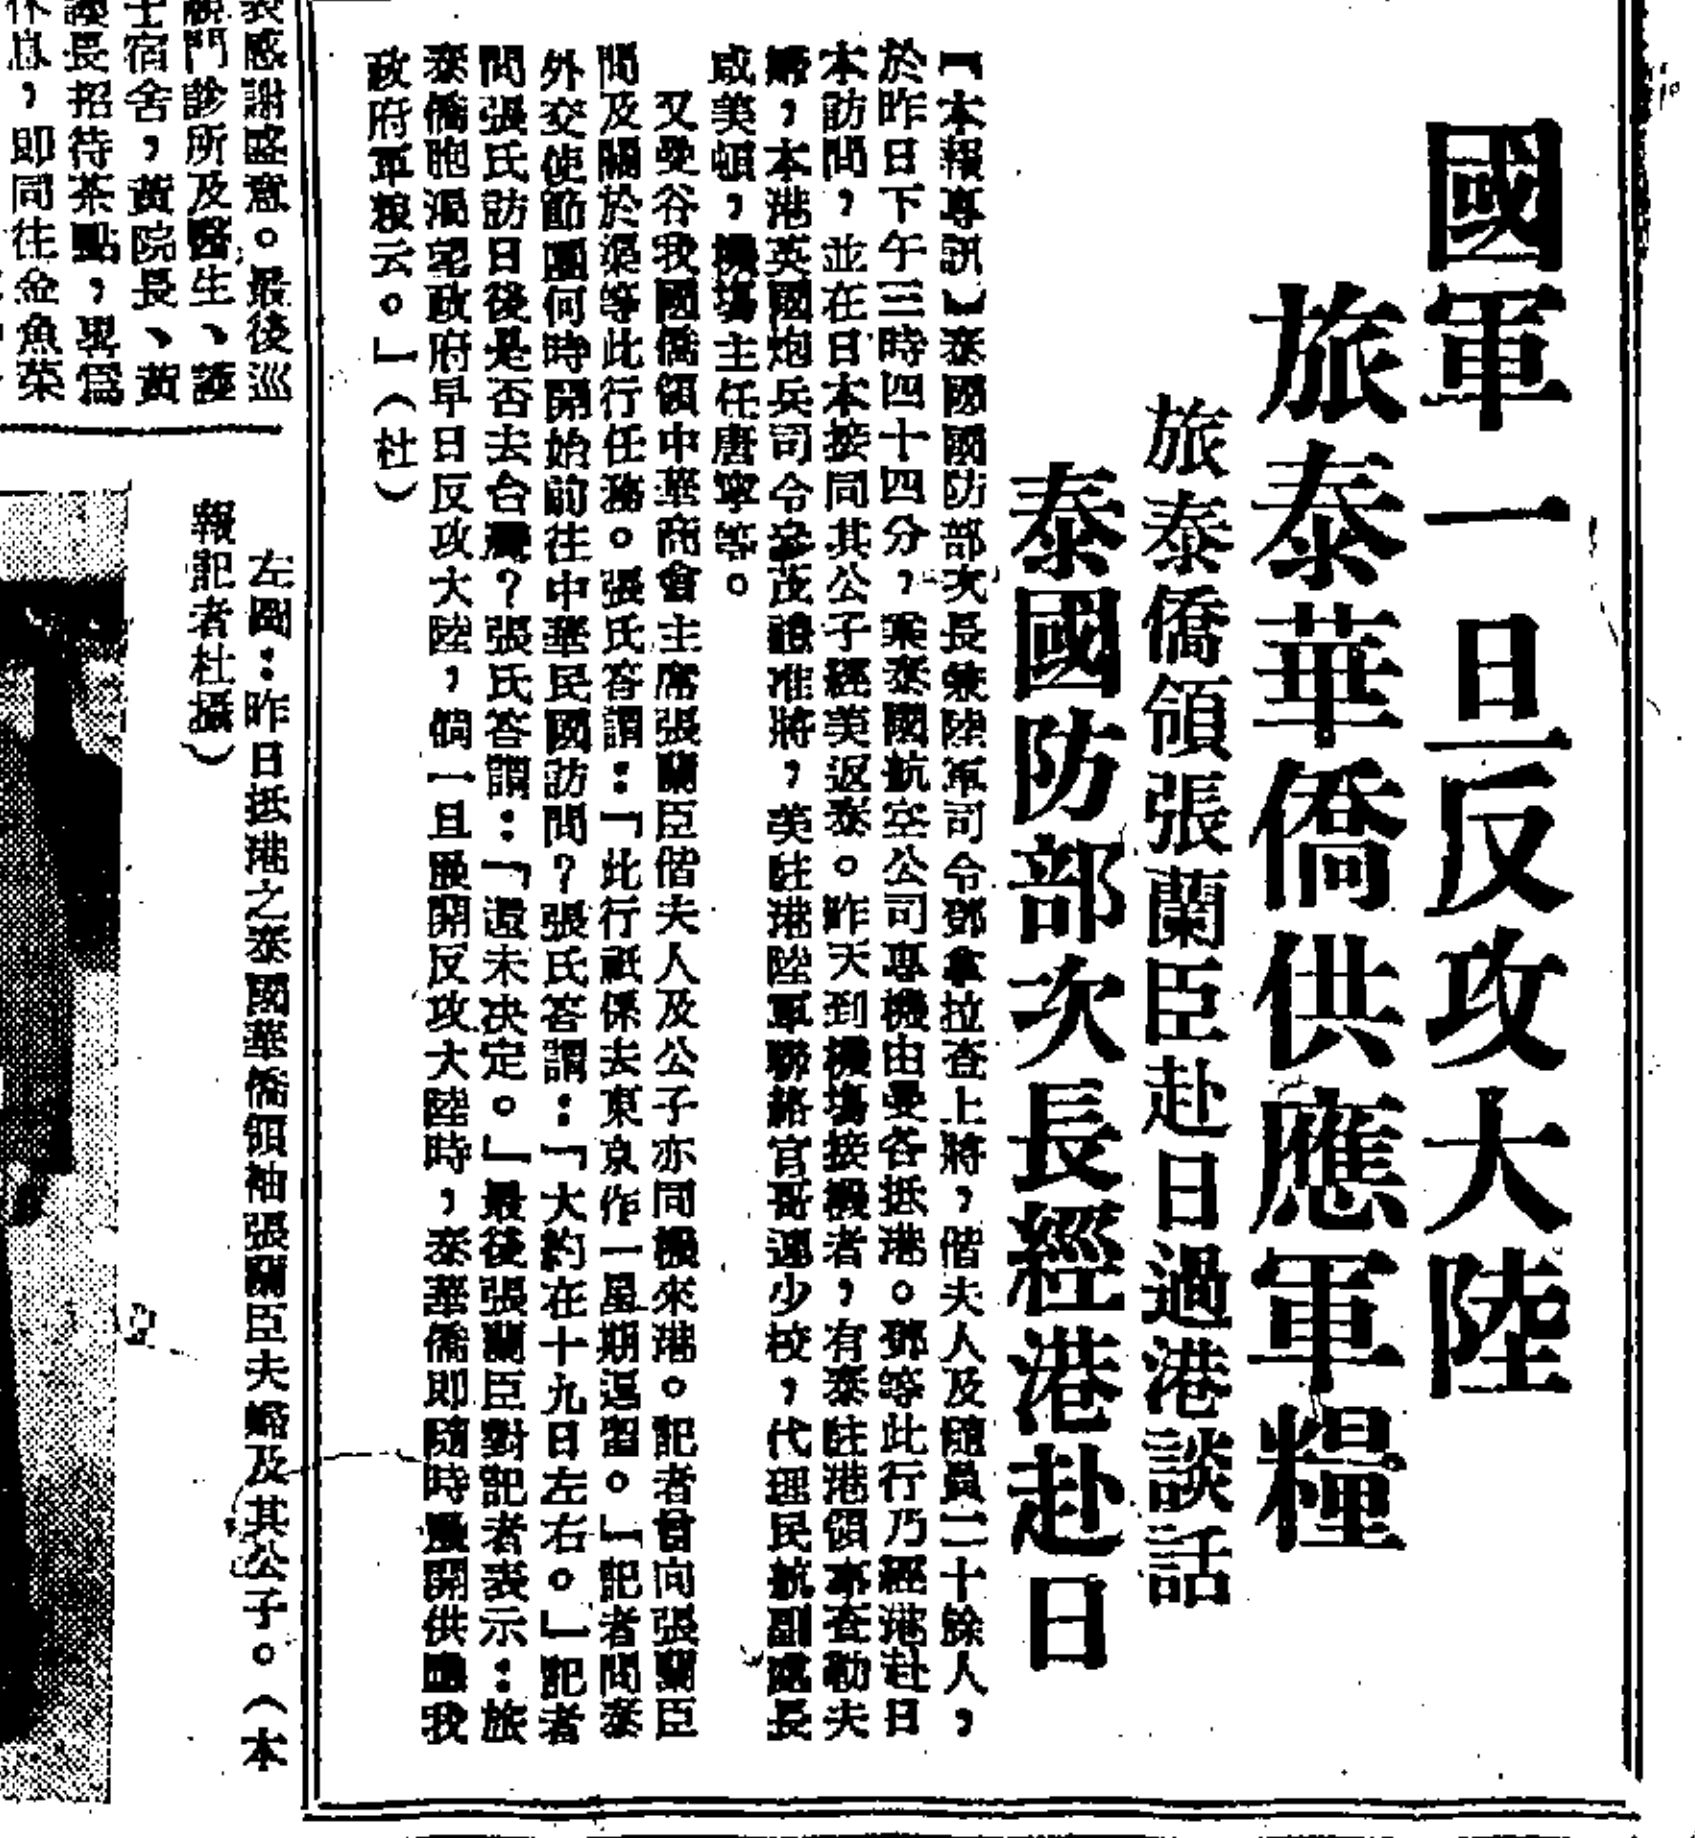 國軍一旦反攻大陸
旅泰華僑供應軍糧
旅泰僑領張蘭臣赴日過港談話
泰國防部次長經港赴日
【本報專訊】泰國國防部次長兼陸軍司令鄧拿拉查上將，偕夫人及隨員二十餘人，
於昨日下午三時四十四分，乘泰國航空公司專機由曼谷抵港。鄧等此行乃經港赴日
本訪問，並在日本接同其公子經美返泰。昨天到機場接機者，有泰駐港領事查勒夫
婦，本港英國炮兵司令麥茂禮准將，美駐港陸軍聯絡官哥連少校，代理民航副處長
咸美頓，機場主任唐寧等。
又曼谷我國僑領中華商會主席張蘭臣偕夫人及公子亦同機來港。記者曾向張蘭臣
問及關於渠等此行任務。張氏答謂：「此行祇係去東京作一星期逗留。」記者問泰
外交使節團何時開始前往中華民國訪問？張氏答謂：「大約在十九日左右。」記者
問張氏訪日後是否去台灣？張氏答謂：「還未決定。」最後張蘭臣對記者表示：旅
泰僑胞渴望政府早日反攻大陸，倘一旦展開反攻大陸時，泰華僑即隨時展開供應我
政府軍糧云。」（杜）
左圖：昨日抵港之泰國華僑領袖張蘭臣夫婦及其公子。（本
報記者杜攝）
感謝盛意。最後巡
門診所及醫生、護
士宿舍，黃院長、黃
護長招待茶點，畢為
休息，即同往金魚菜